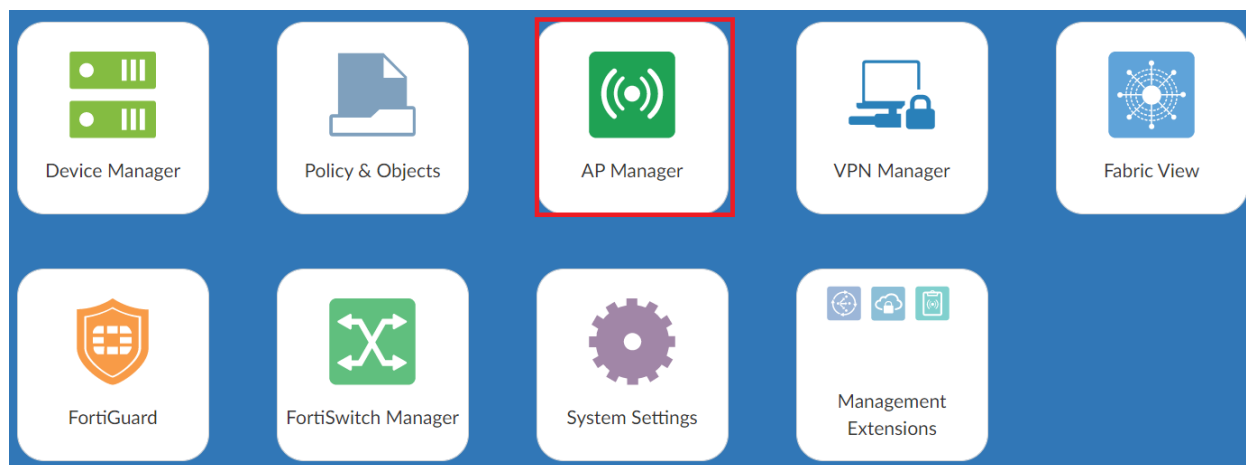 Device Manager
Policy & Objects
AP Manager
VPN Manager
Fabric View
FortiGuard
FortiSwitch Manager
System Settings
Management
Extensions